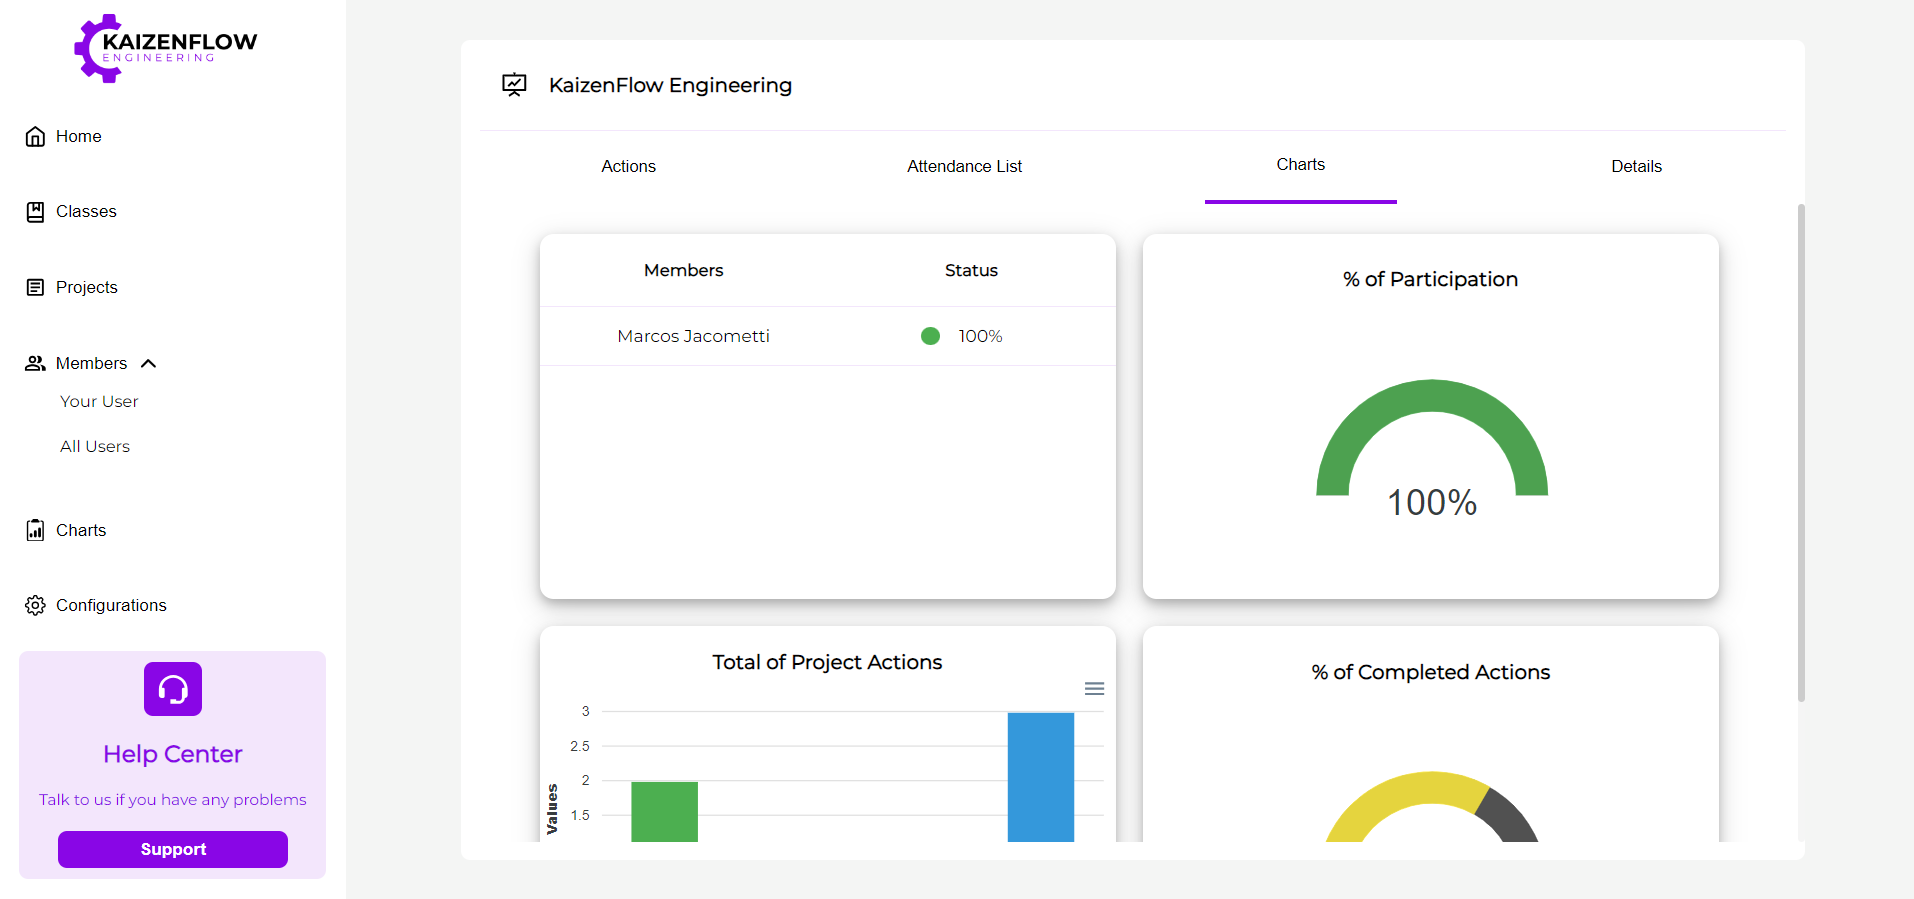 KAIZENFLOW
ENGINEERING
Home
Classes
Projects
Members
Your User
All Users
Charts
Configurations
Help Center
Talk to us if you have any problems
Support
KaizenFlow Engineering
Actions
Attendance List
Charts
Details
Members
Status
Marcos Jacometti
100%
% of Participation
100%
Total of Project Actions
3
2.5
2
1.5
Values
% of Completed Actions